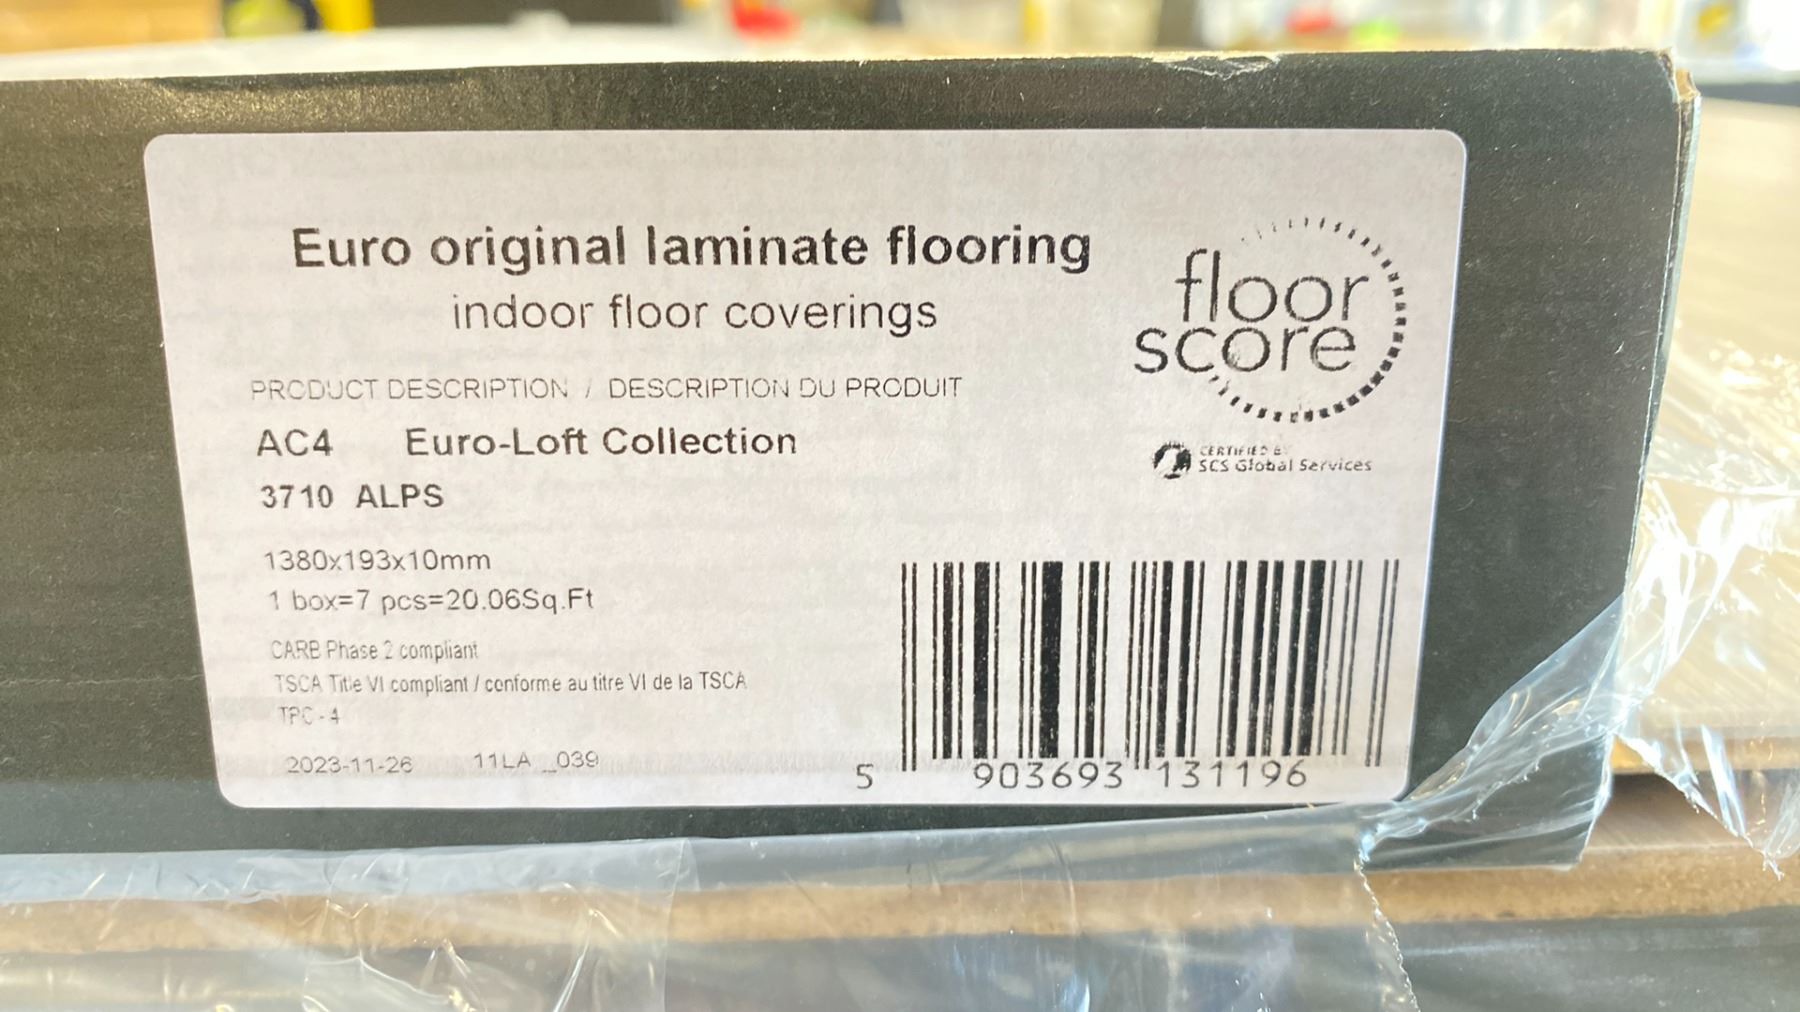 Euro original laminate flooring
indoor floor coverings
floor
score
PRODUCT DESCRIPTION / DESCRIPTION DU PRODUIT
AC4 Euro-Loft Collection
3710 ALPS
CERTIFIED BY
SCS Global Services
1380x193x10mm
1 box=7 pcs=20.06Sq.Ft
CARB Phase 2 compliant
TSCA Title VI compliant / conforme au titre VI de la TSCA
TPC - 4
2023-11-26 11LA _039
5 903693 131196